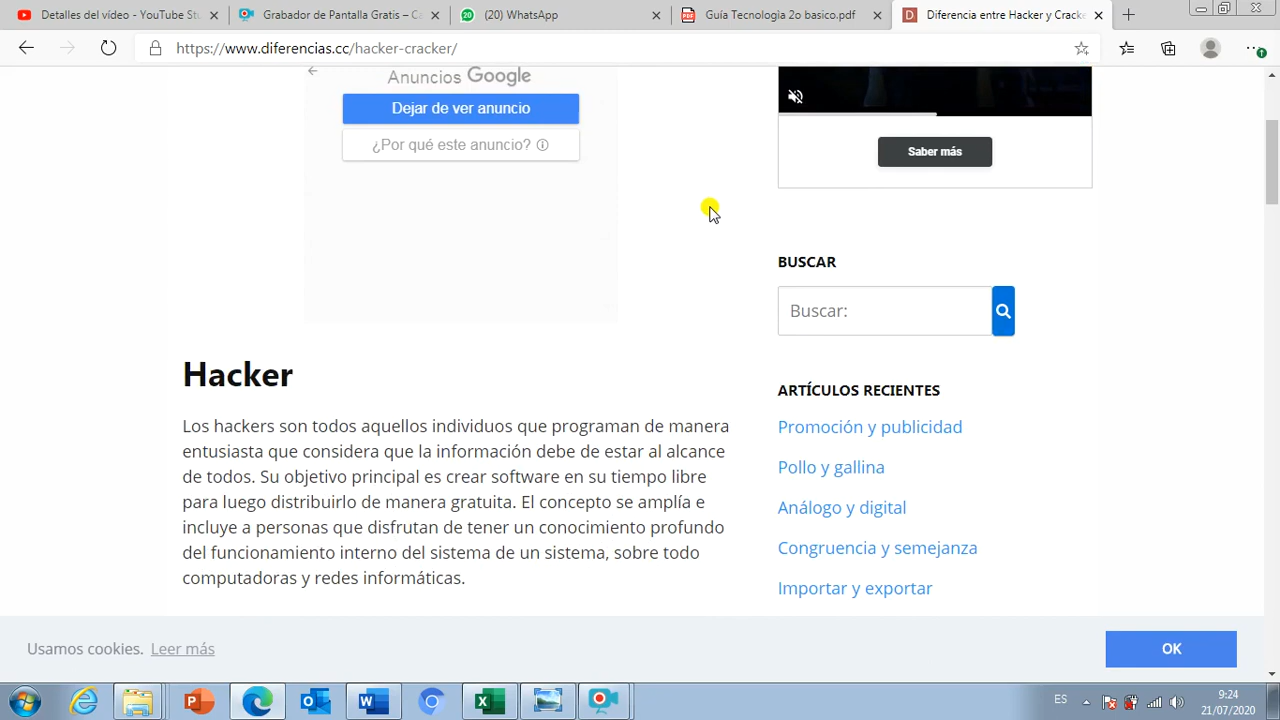 Detalles de vídeo - YouTube Stu
Grabador de Pantalla Gratis – Ca
(20) WhatsApp
Guía Tecnologia 2o basico.pdf
Diferencia entre Hacker y Cracke
https://www.diferencias.cc/hacker-cracker/
Anuncios Google
Dejar de ver anuncio
¿Por qué este anuncio?
Saber más
BUSCAR
Buscar:
Hacker
Los hackers son todos aquellos individuos que programan de manera
entusiasta que considera que la información debe de estar al alcance
de todos. Su objetivo principal es crear software en su tiempo libre
para luego distribuirlo de manera gratuita. El concepto se amplía e
incluye a personas que disfrutan de tener un conocimiento profundo
del funcionamiento interno del sistema de un sistema, sobre todo
computadoras y redes informáticas.
ARTÍCULOS RECIENTES
Promoción y publicidad
Pollo y gallina
Análogo y digital
Congruencia y semejanza
Importar y exportar
Usamos cookies. Leer más
OK
ES
9:24
21/07/2020